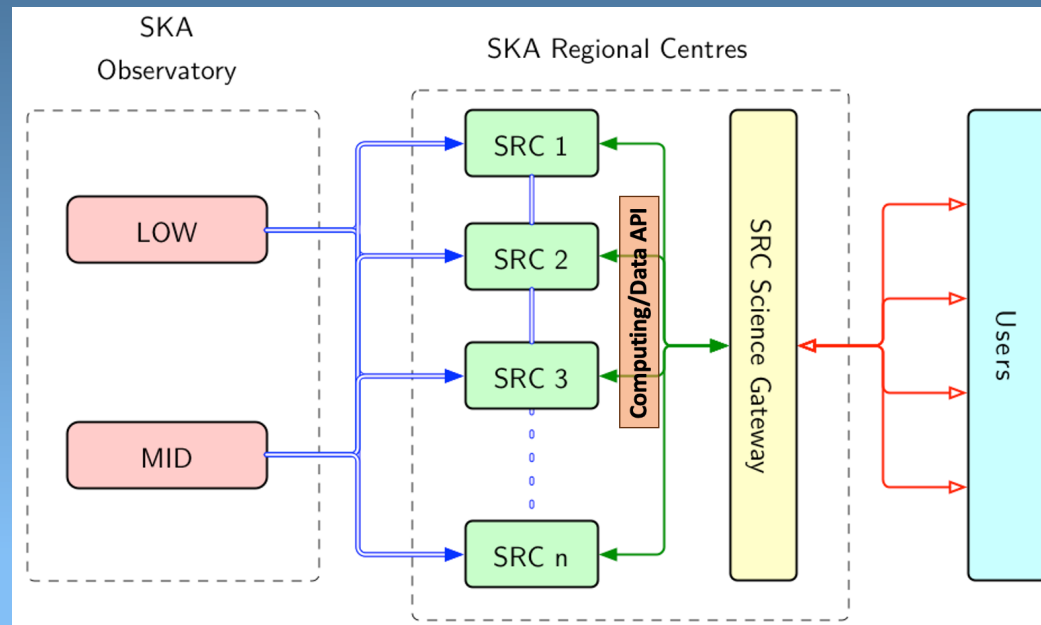 SKA
Observatory
SKA Regional Centres
LOW
MID
SRC 1
SRC 2
SRC 3
SRC n
Computing/Data API
SRC Science Gateway
Users